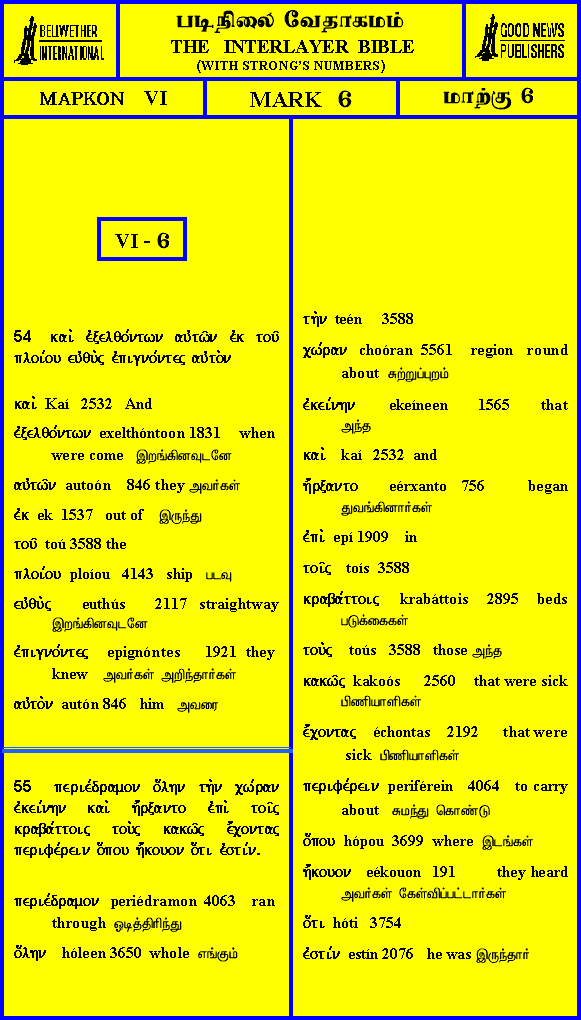 BELLWETHER
INTERNATIONAL
படிநிலை வேதாகமம்
THE INTERLAYER BIBLE
(WITH STRONG'S NUMBERS)
GOOD NEWS
PUBLISHERS
ΜΑΡΚΟΝ VI
MARK 6
மாற்கு 6
VI - 6
54 καὶ ἐξελθόντων αὐτῶν ἐκ τοῦ
πλοίου εὐθὺς ἐπιγνόντες αὐτὸν
καὶ Kaí 2532 And
ἐξελθόντων exelthóntoon 1831 when
were come இறங்கினவுடனே
αὐτῶν autoón 846 they அவர்கள்
ἐκ ek 1537 out of இருந்து
τοῦ toú 3588 the
πλοίου ploíou 4143 ship படவு
εὐθὺς euthús 2117 straightway
இறங்கினவுடனே
ἐπιγνόντες epignóntes 1921 they
knew அவர்கள் அறிந்தார்கள்
αὐτὸν autón 846 him அவரை
55 περιέδραμον ὅλην τὴν χώραν
ἐκείνην καὶ ἤρξαντο ἐπὶ τοῖς
κραβάττοις τοὺς κακῶς ἔχοντας
περιφέρειν ὅπου ἤκουον ὅτι ἐστίν.
περιέδραμον periédramon 4063 ran
through ஓடித்திரிந்து
ὅλην hóleen 3650 whole எங்கும்
τὴν teén 3588
χώραν choóran 5561 region round
about சுற்றுப்புறம்
ἐκείνην ekeíneen 1565 that
அந்த
καὶ kaí 2532 and
ἤρξαντο eérxanto 756 began
துவங்கினார்கள்
ἐπὶ epí 1909 in
τοῖς toís 3588
κραβάττοις krabáttois 2895 beds
படுக்கைகள்
τοὺς toús 3588 those அந்த
κακῶς kakoós 2560 that were sick
பிணியாளிகள்
ἔχοντας échontas 2192 that were
sick பிணியாளிகள்
περιφέρειν periférein 4064 to carry
about சுமந்து கொண்டு
ὅπου hópou 3699 where இடங்கள்
ἤκουον eékouon 191 they heard
அவர்கள் கேள்விப்பட்டார்கள்
ὅτι hóti 3754
ἐστίν estín 2076 he was இருந்தார்